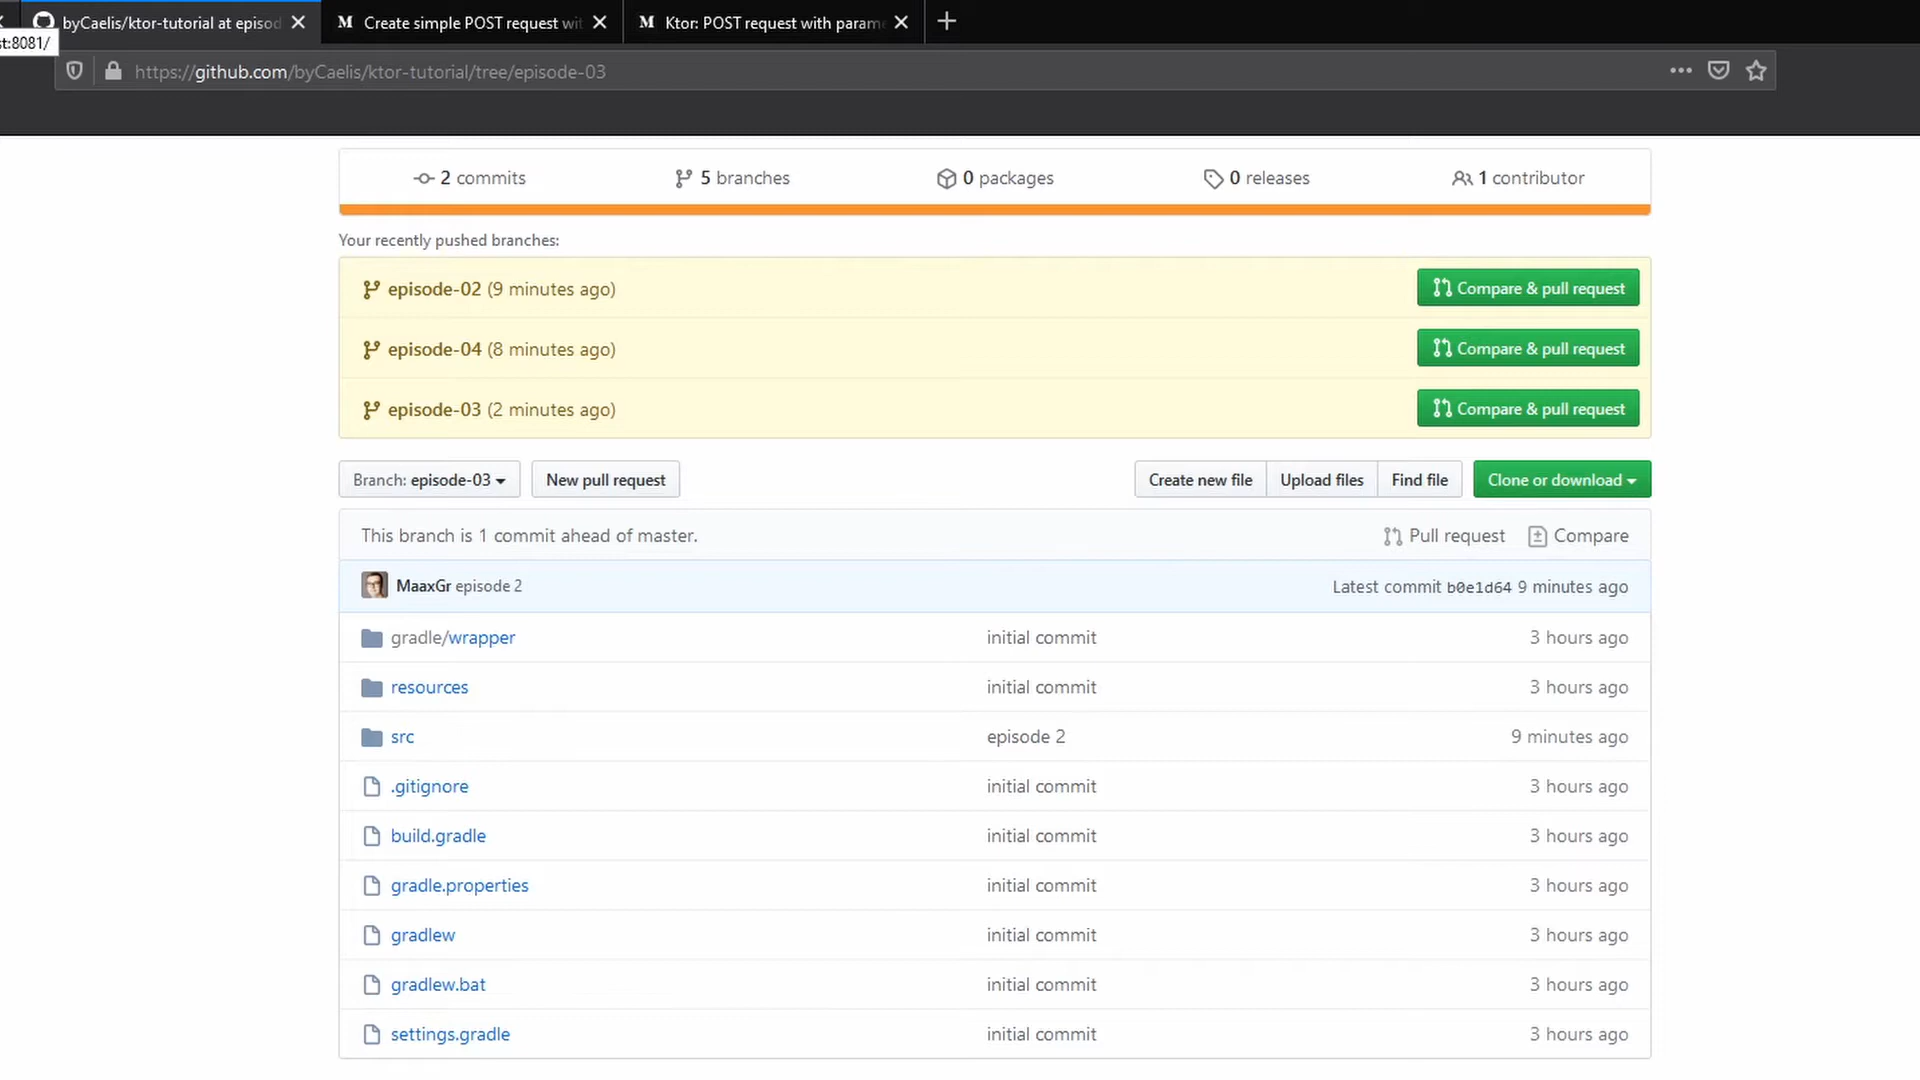 byCaelis/ktor-tutorial at episod
Create simple POST request wit
Ktor: POST request with param
st:8081/
https://github.com/byCaelis/ktor-tutorial/tree/episode-03
2 commits
5 branches
0 packages
0 releases
1 contributor
Your recently pushed branches:
episode-02 (9 minutes ago)
Compare & pull request
episode-04 (8 minutes ago)
Compare & pull request
episode-03 (2 minutes ago)
Compare & pull request
Branch: episode-03
New pull request
Create new file
Upload files
Find file
Clone or download
This branch is 1 commit ahead of master.
Pull request
Compare
MaaxGr episode 2
Latest commit b0e1d64 9 minutes ago
gradle/wrapper
initial commit
3 hours ago
resources
initial commit
3 hours ago
src
episode 2
9 minutes ago
.gitignore
initial commit
3 hours ago
build.gradle
initial commit
3 hours ago
gradle.properties
initial commit
3 hours ago
gradlew
initial commit
3 hours ago
gradlew.bat
initial commit
3 hours ago
settings.gradle
initial commit
3 hours ago